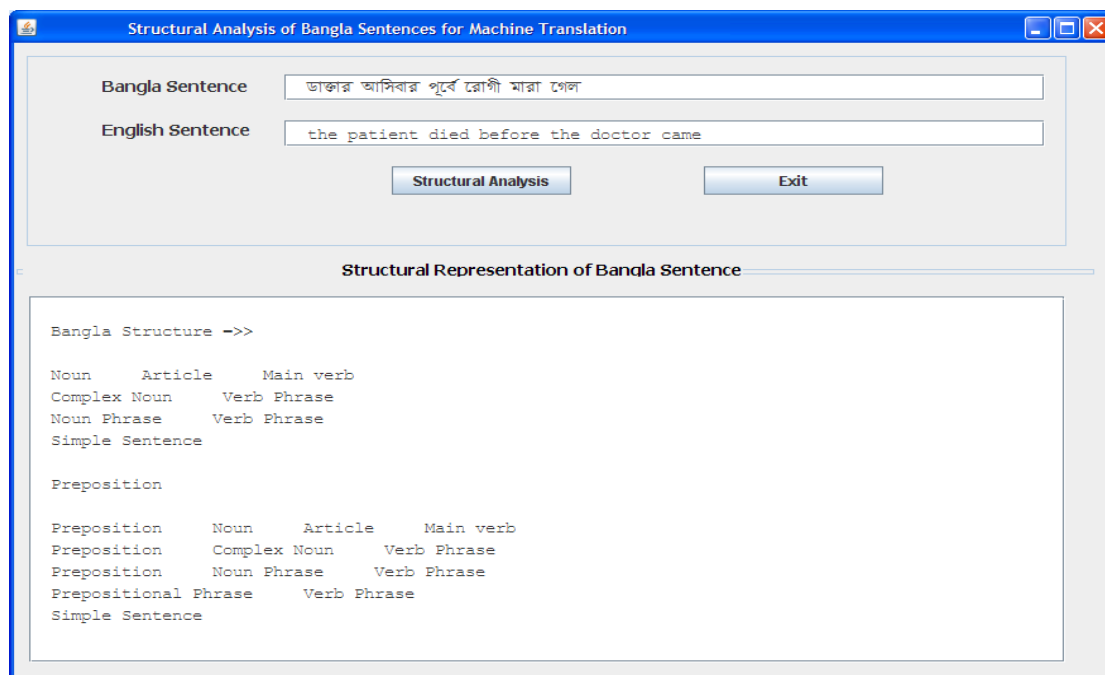 Structural Analysis of Bangla Sentences for Machine Translation
Bangla Sentence ডাক্তার আসিবার পূর্বে রোগী মারা গেল
English Sentence the patient died before the doctor came
Structural Analysis Exit
Structural Representation of Bangla Sentence
Bangla Structure ->>
Noun Article Main verb
Complex Noun Verb Phrase
Noun Phrase Verb Phrase
Simple Sentence
Preposition
Preposition Noun Article Main verb
Preposition Complex Noun Verb Phrase
Preposition Noun Phrase Verb Phrase
Prepositional Phrase Verb Phrase
Simple Sentence